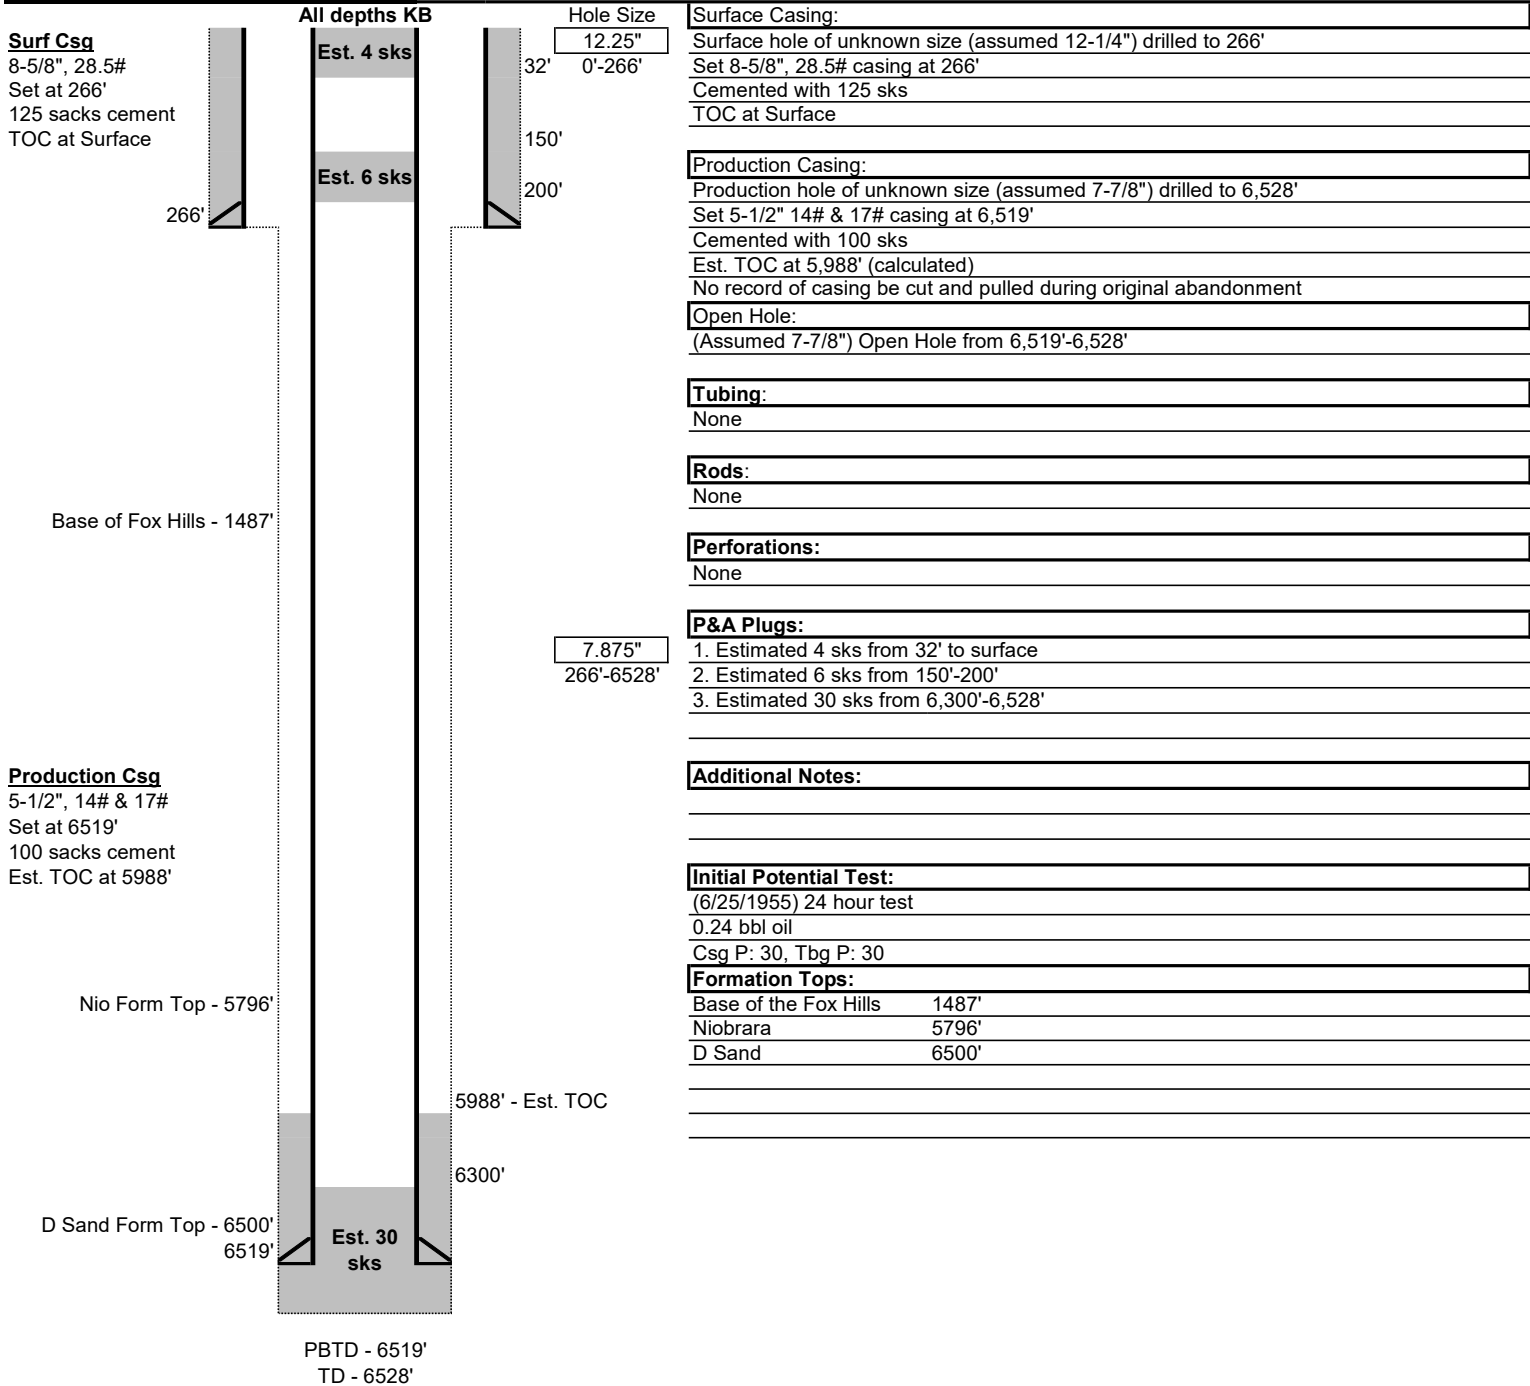 All depths KB
Surf Csg
8-5/8", 28.5#
Set at 266'
125 sacks cement
TOC at Surface
Est. 4 sks
32'
150'
Est. 6 sks
200'
266'
Hole Size
12.25"
0'-266'
Base of Fox Hills - 1487'
7.875"
266'-6528'
Production Csg
5-1/2", 14# & 17#
Set at 6519'
100 sacks cement
Est. TOC at 5988'
Nio Form Top - 5796'
5988' - Est. TOC
6300'
D Sand Form Top - 6500'
6519'
Est. 30
sks
PBTD - 6519'
TD - 6528'
Surface Casing:
Surface hole of unknown size (assumed 12-1/4") drilled to 266'
Set 8-5/8", 28.5# casing at 266'
Cemented with 125 sks
TOC at Surface
Production Casing:
Production hole of unknown size (assumed 7-7/8") drilled to 6,528'
Set 5-1/2" 14# & 17# casing at 6,519'
Cemented with 100 sks
Est. TOC at 5,988' (calculated)
No record of casing be cut and pulled during original abandonment
Open Hole:
(Assumed 7-7/8") Open Hole from 6,519'-6,528'
Tubing:
None
Rods:
None
Perforations:
None
P&A Plugs:
1. Estimated 4 sks from 32' to surface
2. Estimated 6 sks from 150'-200'
3. Estimated 30 sks from 6,300'-6,528'
Additional Notes:
Initial Potential Test:
(6/25/1955) 24 hour test
0.24 bbl oil
Csg P: 30, Tbg P: 30
Formation Tops:
Base of the Fox Hills 1487'
Niobrara 5796'
D Sand 6500'